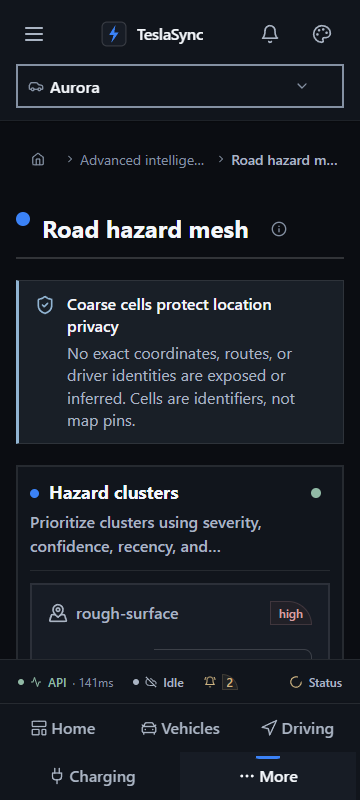 TeslaSync
Aurora
Advanced intellige... Road hazard m...
Road hazard mesh
Coarse cells protect location
privacy
No exact coordinates, routes, or
driver identities are exposed or
inferred. Cells are identifiers, not
map pins.
Hazard clusters
Prioritize clusters using severity,
confidence, recency, and...
rough-surface high
API · 141ms Idle 2 Status
Home Vehicles Driving
Charging More